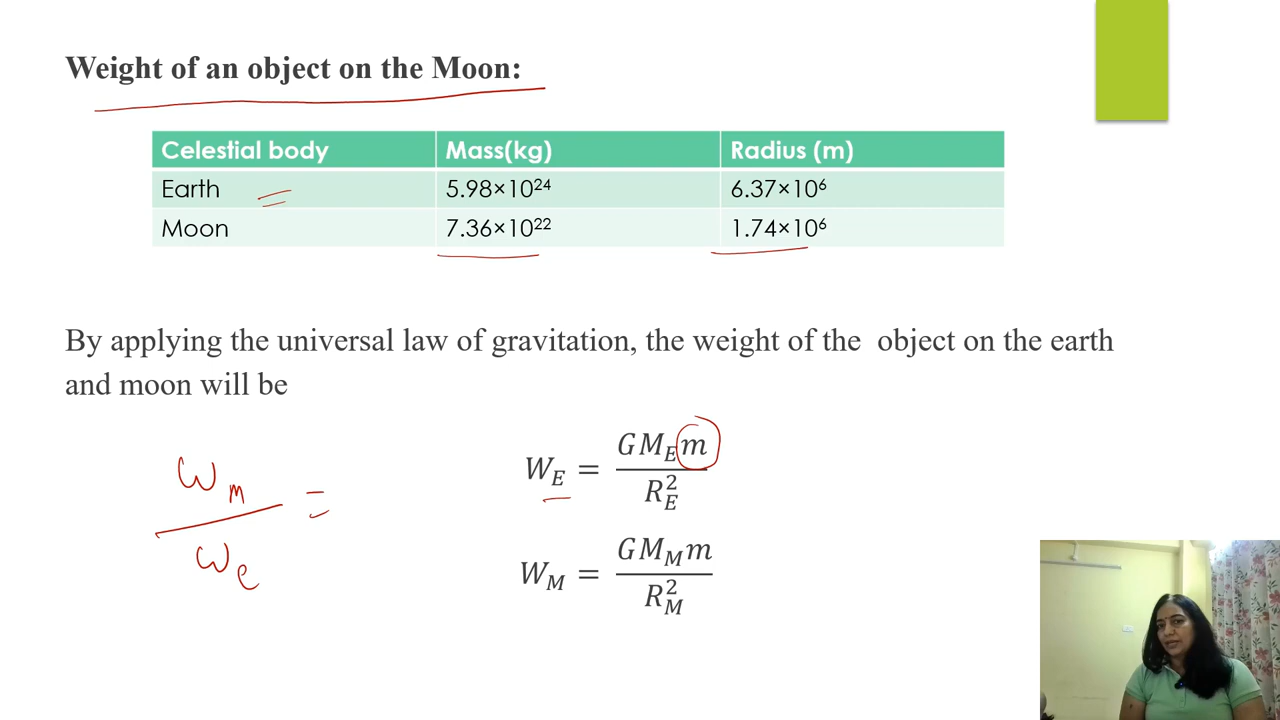 Weight of an object on the Moon:
Celestial body Mass(kg) Radius (m)
Earth 5.98×10²⁴ 6.37×10⁶
Moon 7.36×10²² 1.74×10⁶
By applying the universal law of gravitation, the weight of the object on the earth
and moon will be
W_E = GM_E m / R_E²
W_M = GM_M m / R_M²
W_m / W_e =